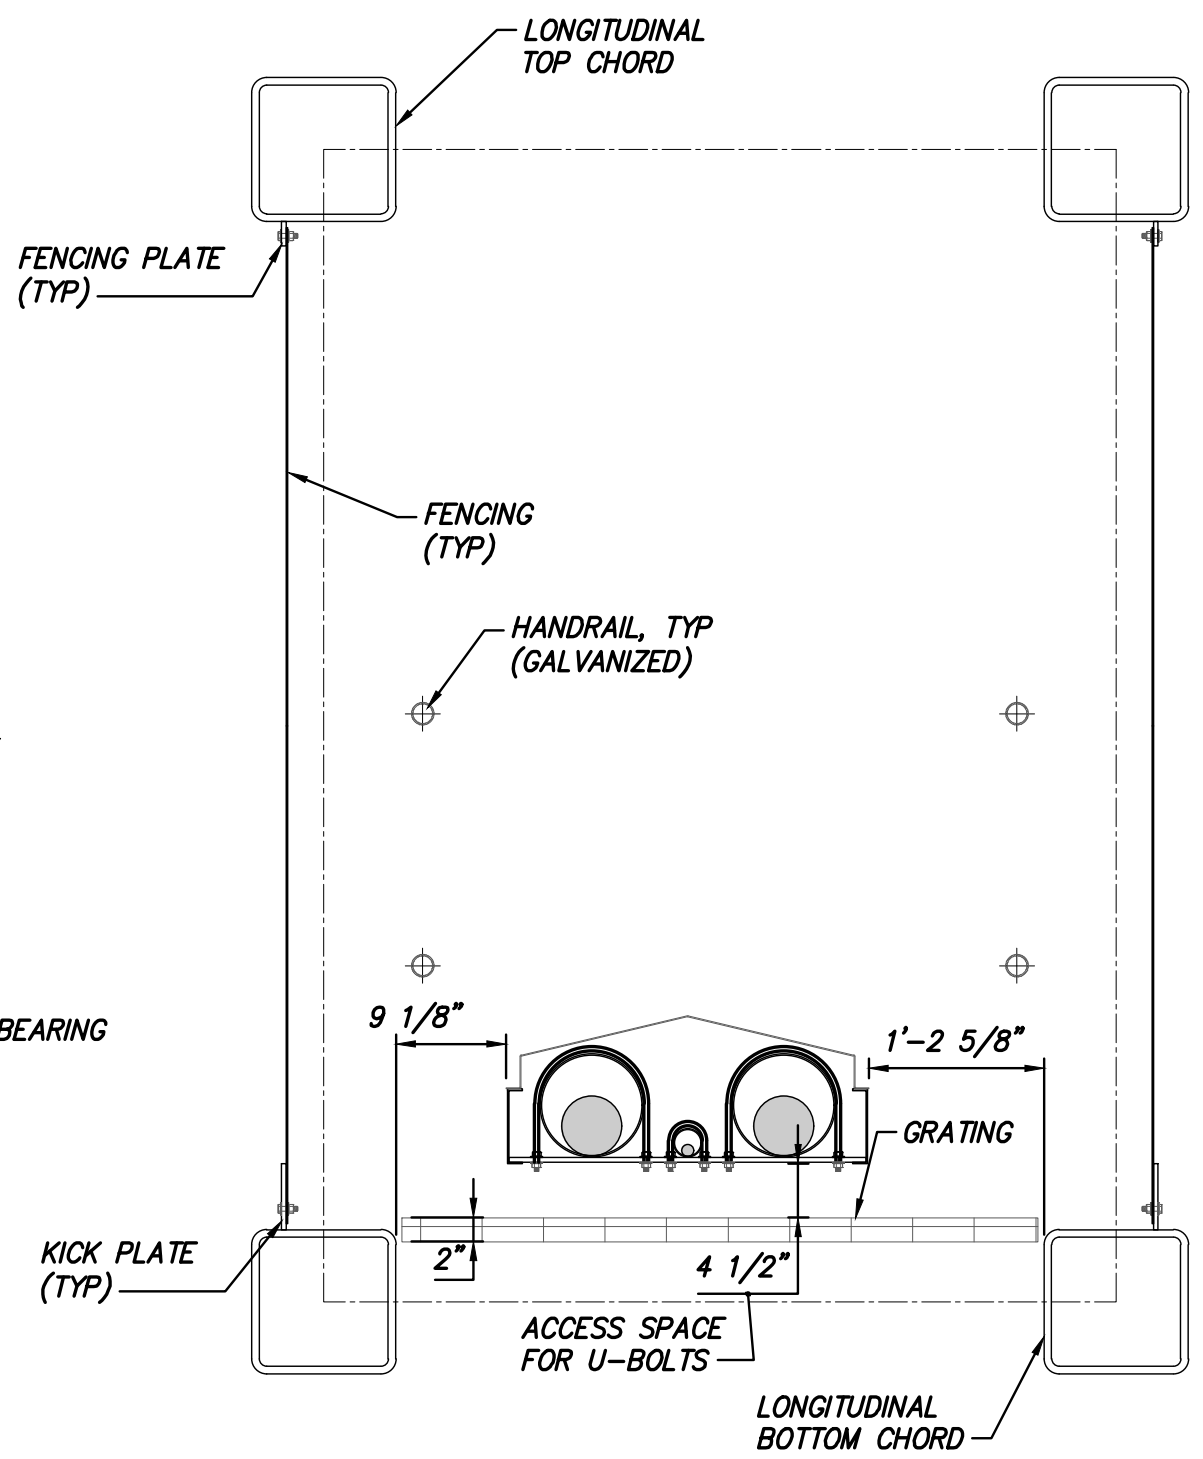 LONGITUDINAL
TOP CHORD
FENCING PLATE
(TYP)
FENCING
(TYP)
HANDRAIL, TYP
(GALVANIZED)
BEARING
9 1/8"
1'-2 5/8"
GRATING
KICK PLATE
(TYP)
2"
4 1/2"
ACCESS SPACE
FOR U-BOLTS
LONGITUDINAL
BOTTOM CHORD